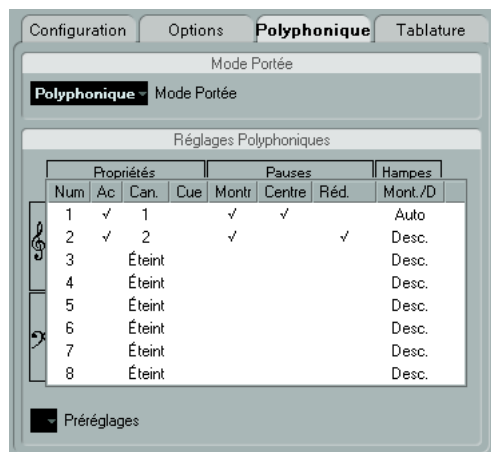 Configuration Options Polyphonique Tablature
Mode Portée
Polyphonique Mode Portée
Réglages Polyphoniques
Propriétés Pauses Hampes
Num Ac Can. Cue Montr Centre Réd. Mont./D
1 √ 1 √ √ Auto
2 √ 2 √ √ Desc.
3 Éteint Desc.
4 Éteint Desc.
5 Éteint Desc.
6 Éteint Desc.
7 Éteint Desc.
8 Éteint Desc.
Préréglages